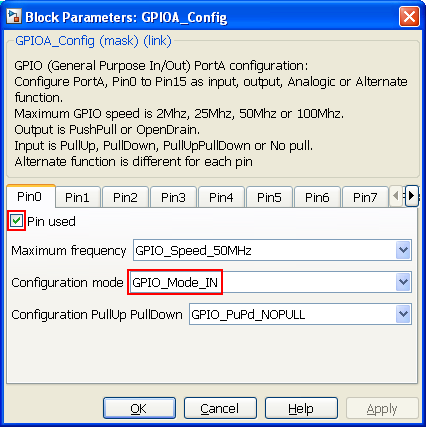 Block Parameters: GPIOA_Config
GPIOA_Config (mask) (link)
GPIO (General Purpose In/Out) PortA configuration:
Configure PortA, Pin0 to Pin15 as input, output, Analogic or Alternate
function.
Maximum GPIO speed is 2Mhz, 25Mhz, 50Mhz or 100Mhz.
Output is PushPull or OpenDrain.
Input is PullUp, PullDown, PullUpPullDown or No pull.
Alternate function is different for each pin
Pin0 Pin1 Pin2 Pin3 Pin4 Pin5 Pin6 Pin7
Pin used
Maximum frequency GPIO_Speed_50MHz
Configuration mode GPIO_Mode_IN
Configuration PullUp PullDown GPIO_PuPd_NOPULL
OK Cancel Help Apply